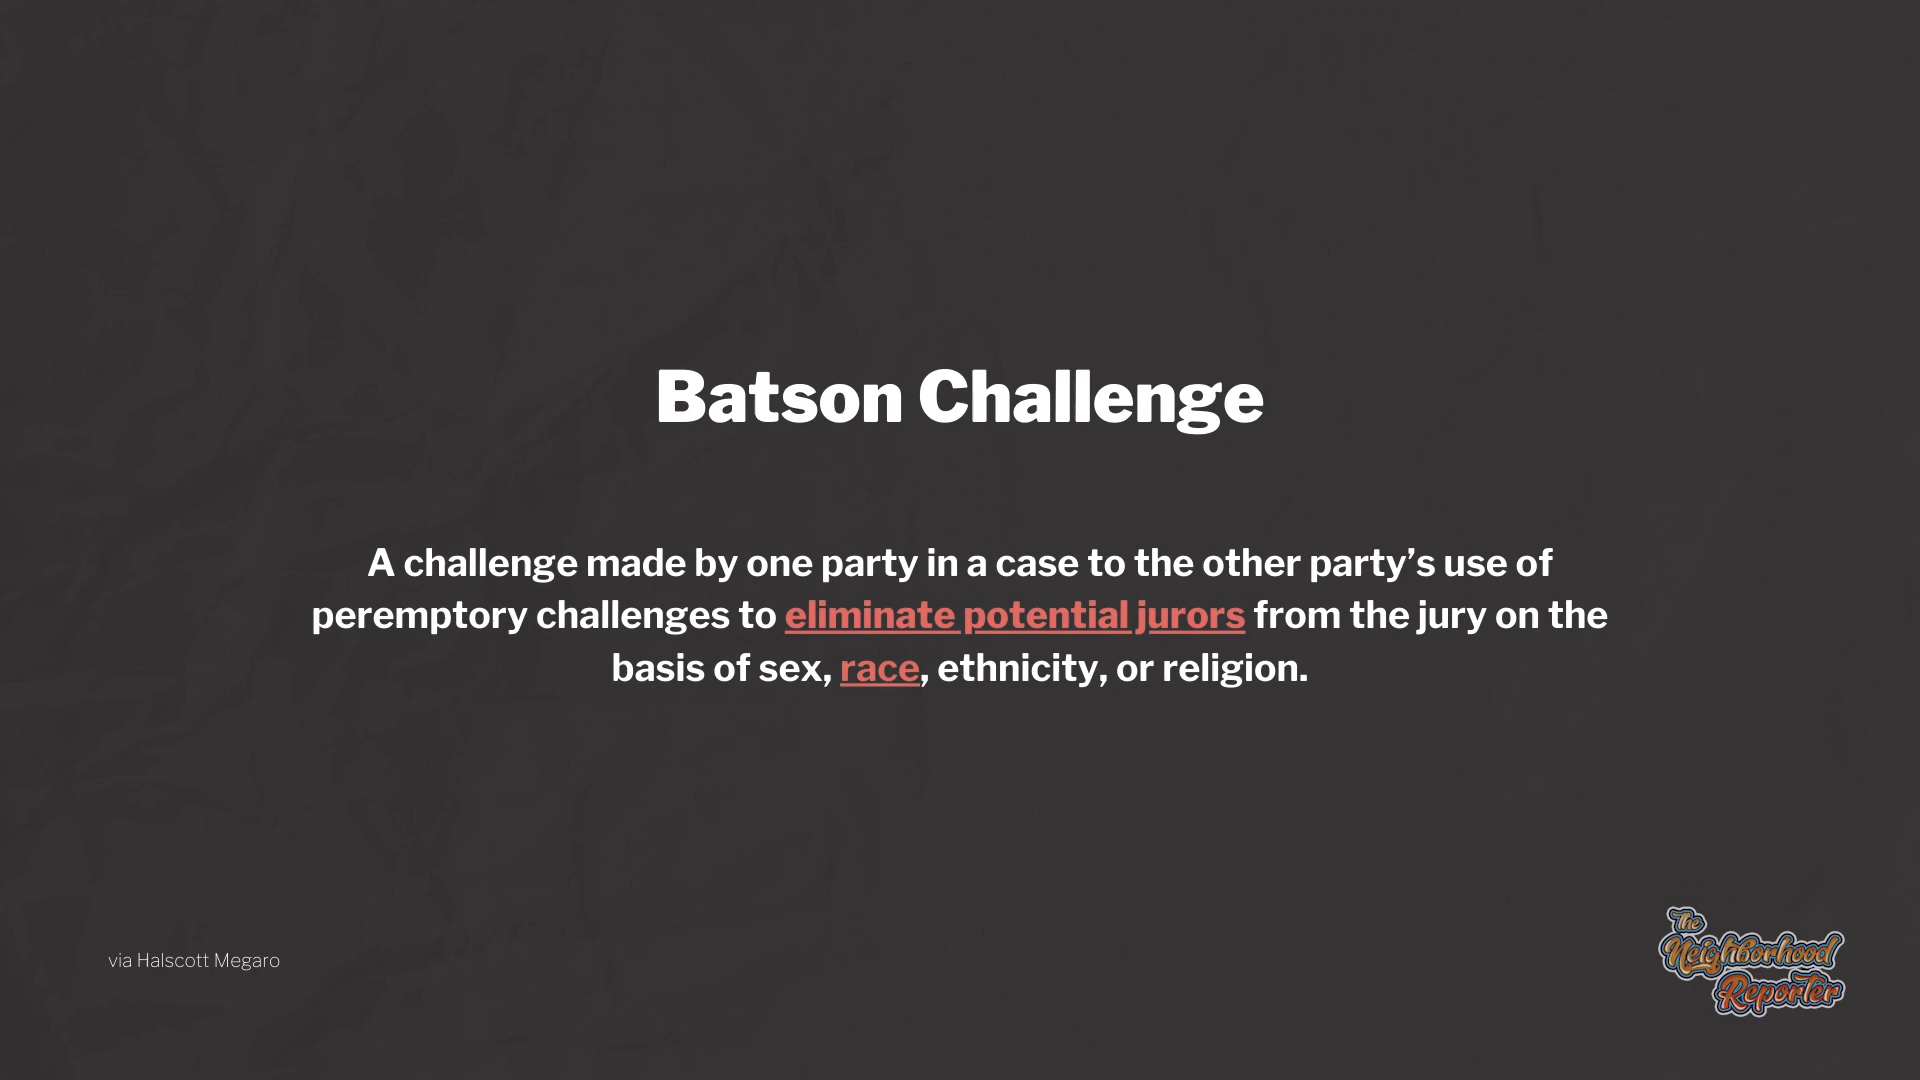 Batson Challenge
A challenge made by one party in a case to the other party’s use of
peremptory challenges to eliminate potential jurors from the jury on the
basis of sex, race, ethnicity, or religion.
via Halscott Megaro
The
Neighborhood
Reporter